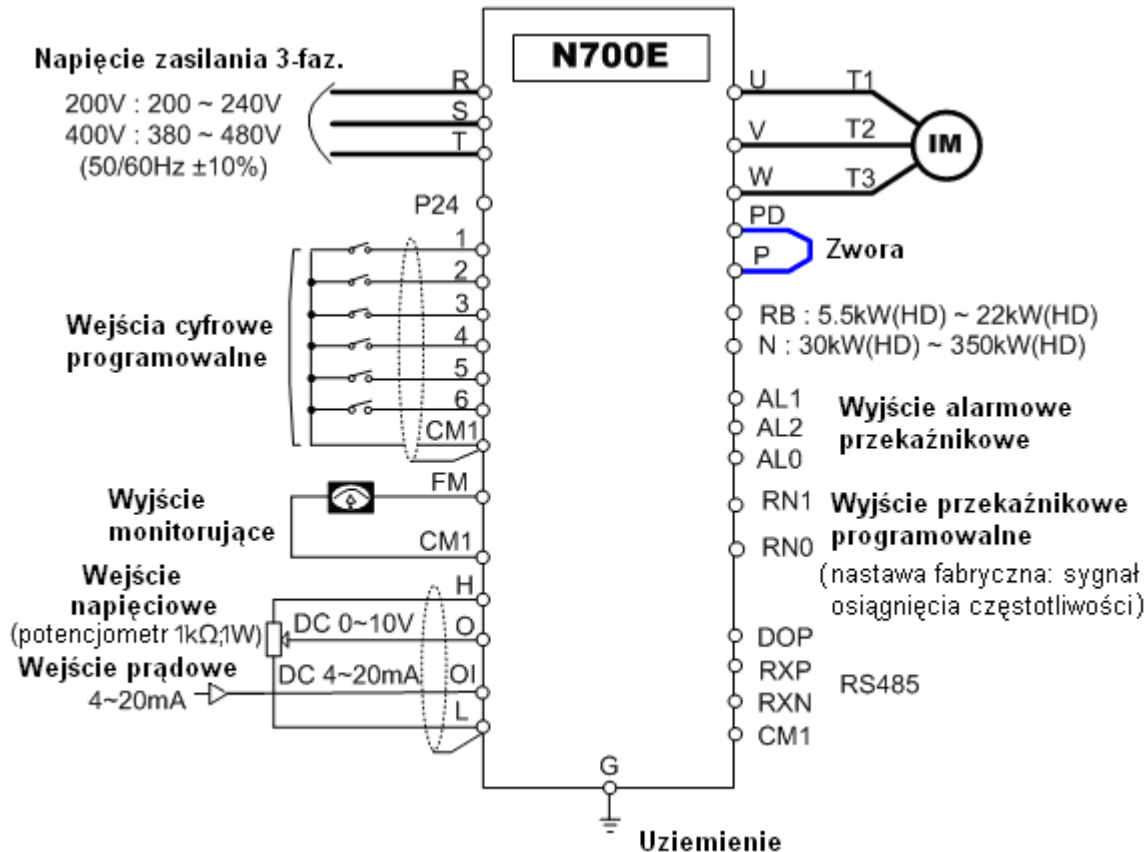 N700E
Napięcie zasilania 3-faz.
200V : 200 ~ 240V
400V : 380 ~ 480V
(50/60Hz ±10%)
R
S
T
P24
1
2
3
4
5
6
CM1
Wejścia cyfrowe
programowalne
FM
Wyjście
monitorujące
CM1
Wejście
napięciowe
(potencjometr 1kΩ;1W)
H
DC 0~10V
O
Wejście prądowe
4~20mA
DC 4~20mA
OI
L
G
Uziemienie
U
T1
V
T2
IM
W
T3
PD
P
Zwora
RB : 5.5kW(HD) ~ 22kW(HD)
N : 30kW(HD) ~ 350kW(HD)
AL1
AL2
AL0
Wyjście alarmowe
przekaźnikowe
RN1
RN0
Wyjście przekaźnikowe
programowalne
(nastawa fabryczna: sygnał
osiągnięcia częstotliwości)
DOP
RXP
RXN
CM1
RS485